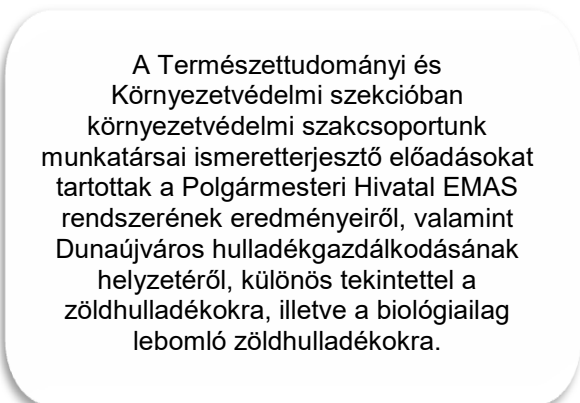 A Természettudományi és
Környezetvédelmi szekcióban
környezetvédelmi szakcsoportunk
munkatársai ismeretterjesztő előadásokat
tartottak a Polgármesteri Hivatal EMAS
rendszerének eredményeiről, valamint
Dunaújváros hulladékgazdálkodásának
helyzetéről, különös tekintettel a
zöldhulladékokra, illetve a biológiailag
lebomló zöldhulladékokra.